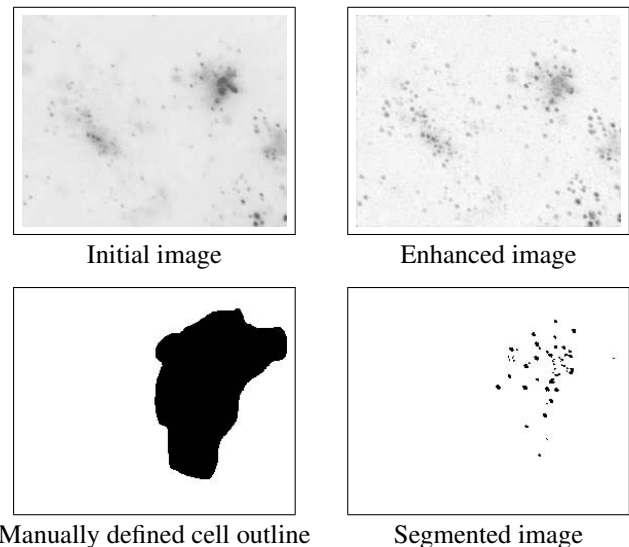 Initial image
Enhanced image
Manually defined cell outline
Segmented image